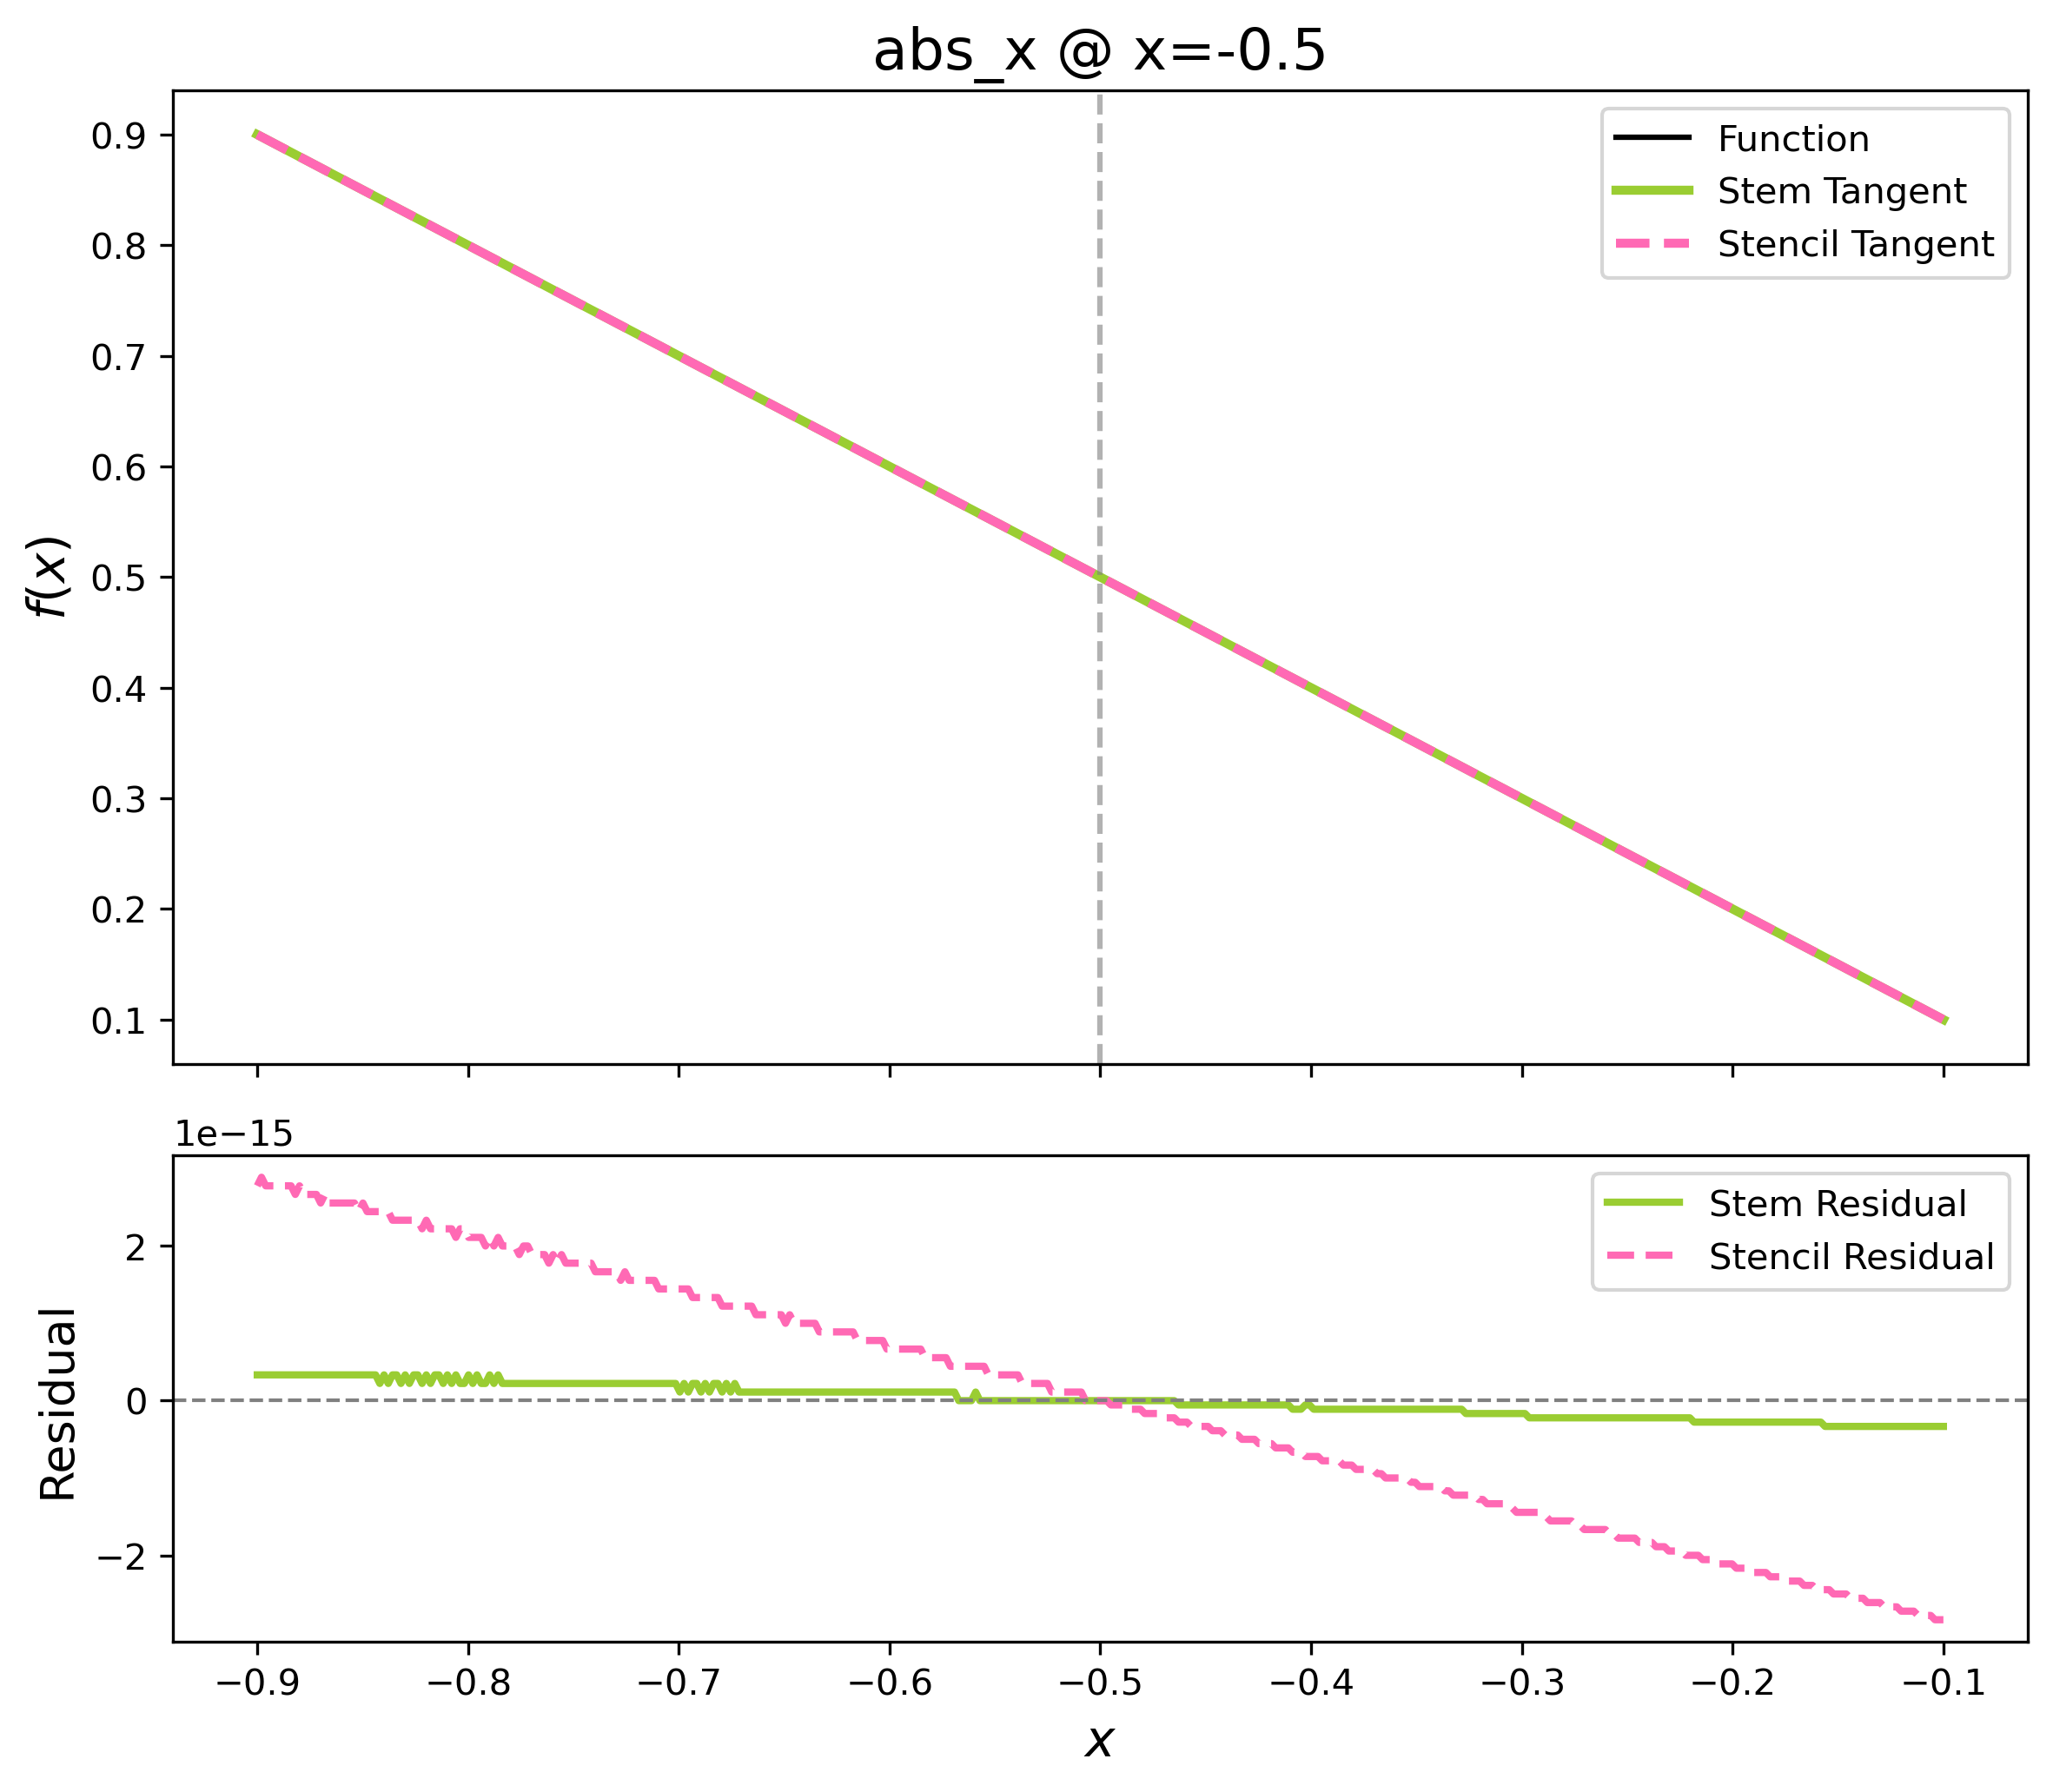 abs_x @ x=-0.5
Function
Stem Tangent
Stencil Tangent
0.9
0.8
0.7
0.6
0.5
0.4
0.3
0.2
0.1
f(x)
1e−15
Stem Residual
Stencil Residual
2
0
−2
Residual
−0.9 −0.8 −0.7 −0.6 −0.5 −0.4 −0.3 −0.2 −0.1
x